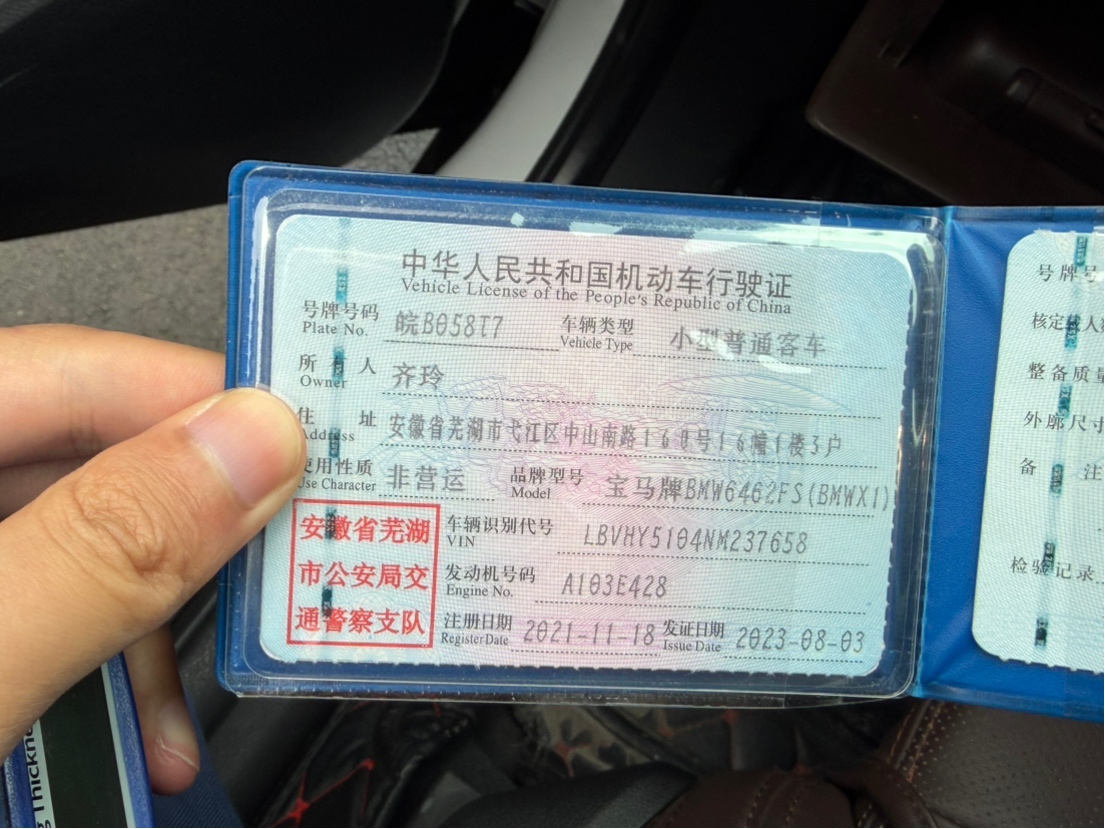 中华人民共和国机动车行驶证
Vehicle License of the People's Republic of China
号牌号码 皖B058T7 车辆类型 小型普通客车
Plate No. Vehicle Type
所有人 齐玲
Owner
住址 安徽省芜湖市弋江区中山南路160号16幢1楼3户
Address
使用性质 非营运 品牌型号 宝马牌BMW6462FS(BMWX1)
Use Character Model
安徽省芜湖
市公安局交
通警察支队
车辆识别代号 LBVHY5104NM237658
VIN
发动机号码 A103E428
Engine No.
注册日期 2021-11-18 发证日期 2023-08-03
Register Date Issue Date
号牌号
核定载人
整备质量
外廓尺寸
备注
检验记录